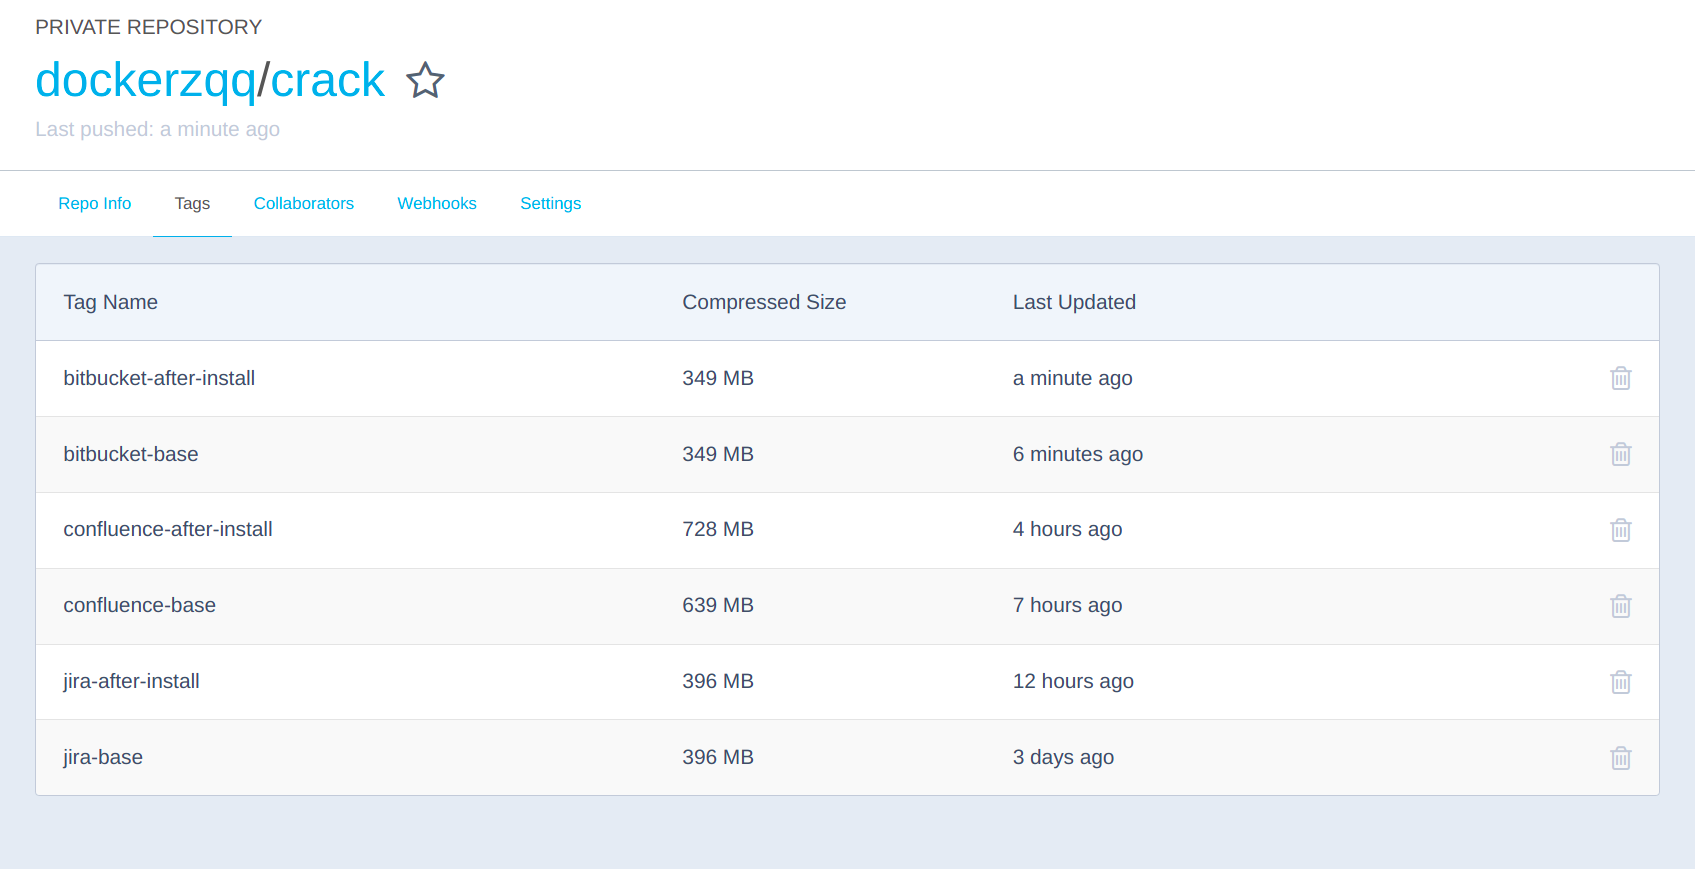 PRIVATE REPOSITORY
dockerzqq/crack
Last pushed: a minute ago
Repo Info Tags Collaborators Webhooks Settings
Tag Name Compressed Size Last Updated
bitbucket-after-install 349 MB a minute ago
bitbucket-base 349 MB 6 minutes ago
confluence-after-install 728 MB 4 hours ago
confluence-base 639 MB 7 hours ago
jira-after-install 396 MB 12 hours ago
jira-base 396 MB 3 days ago